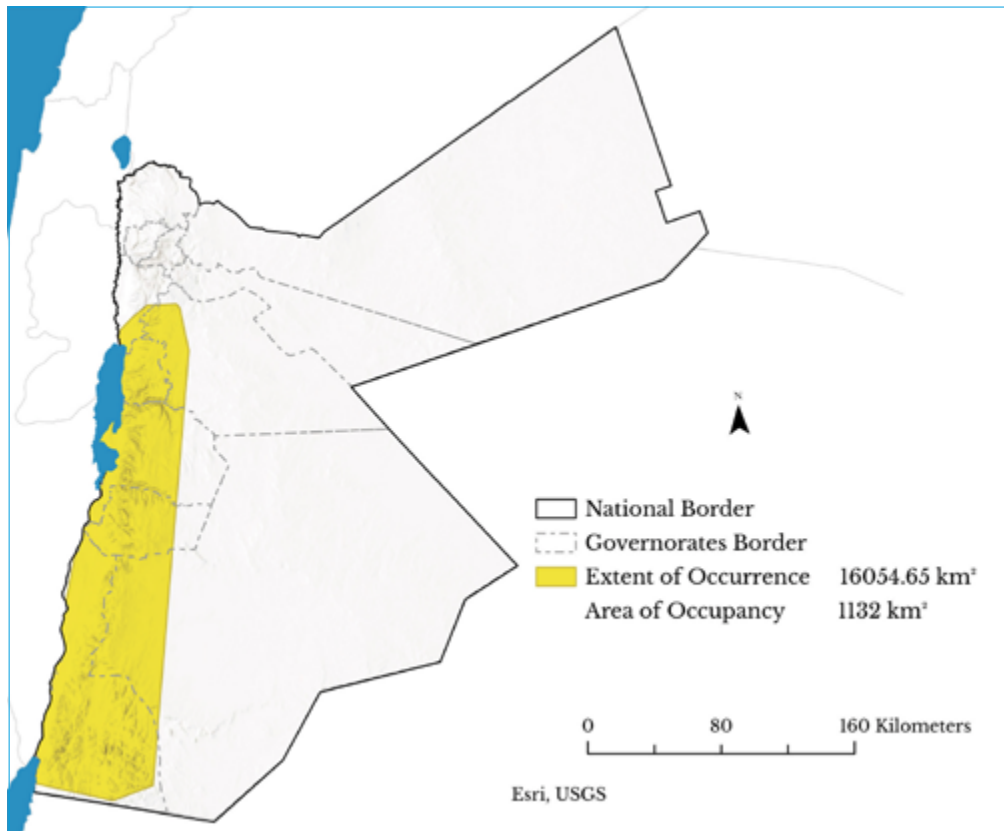 N
National Border
Governorates Border
Extent of Occurrence 16054.65 km²
Area of Occupancy 1132 km²
0 80 160 Kilometers
Esri, USGS